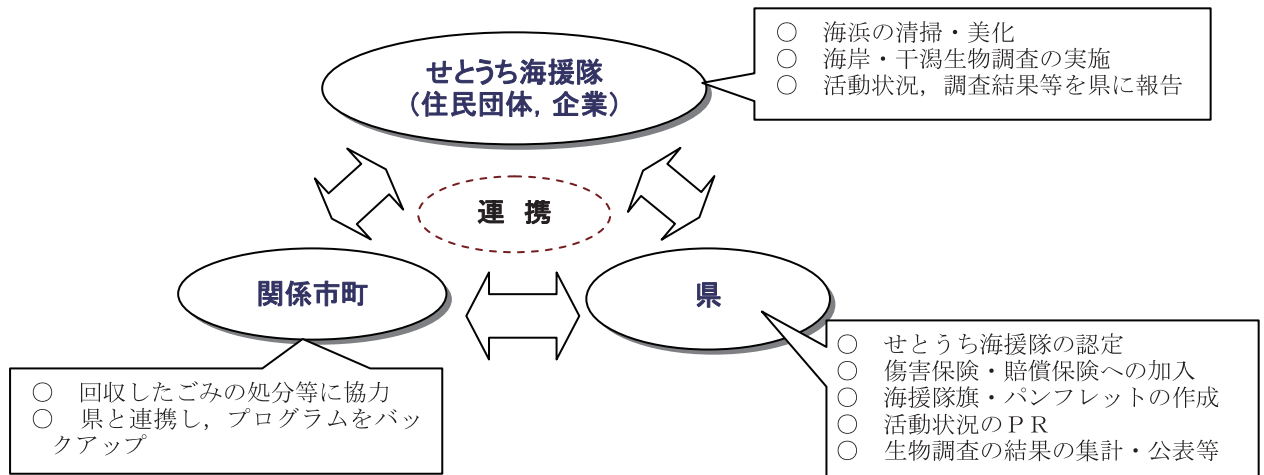 せとうち海援隊
（住民団体，企業）
○　海浜の清掃・美化
○　海岸・干潟生物調査の実施
○　活動状況，調査結果等を県に報告
連　携
関係市町
県
○　回収したごみの処分等に協力
○　県と連携し，プログラムをバッ
クアップ
○　せとうち海援隊の認定
○　傷害保険・賠償保険への加入
○　海援隊旗・パンフレットの作成
○　活動状況のＰＲ
○　生物調査の結果の集計・公表等